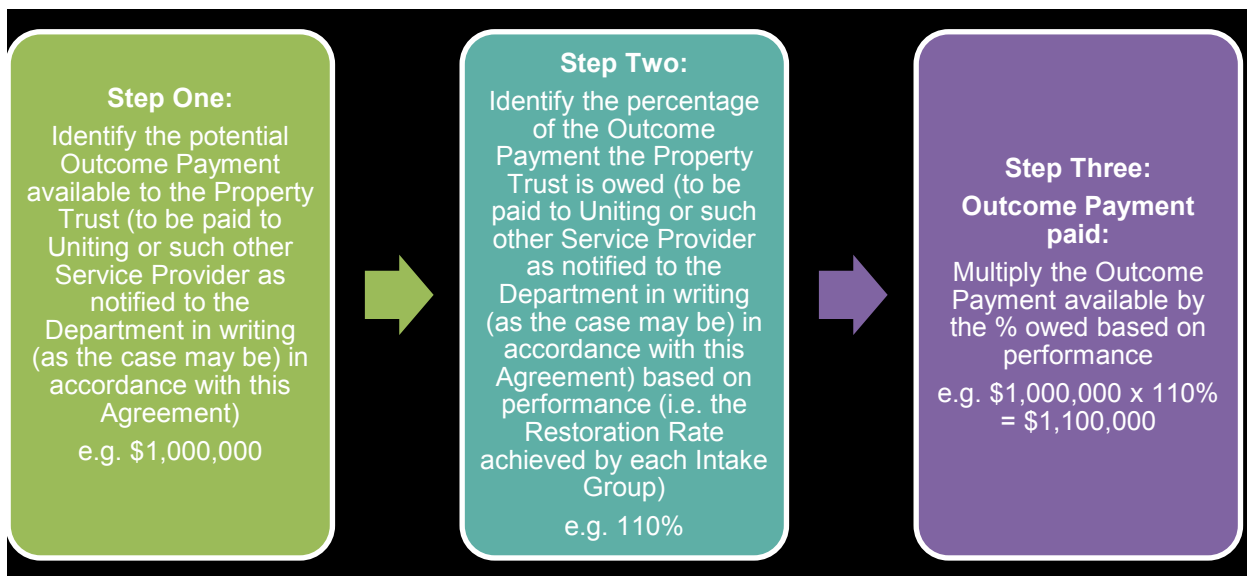 Step One:
Identify the potential
Outcome Payment
available to the Property
Trust (to be paid to
Uniting or such other
Service Provider as
notified to the
Department in writing
(as the case may be) in
accordance with this
Agreement)
e.g. $1,000,000
Step Two:
Identify the percentage
of the Outcome
Payment the Property
Trust is owed (to be
paid to Uniting or such
other Service Provider
as notified to the
Department in writing
(as the case may be) in
accordance with this
Agreement) based on
performance (i.e. the
Restoration Rate
achieved by each Intake
Group)
e.g. 110%
Step Three:
Outcome Payment
paid:
Multiply the Outcome
Payment available by
the % owed based on
performance
e.g. $1,000,000 x 110%
= $1,100,000